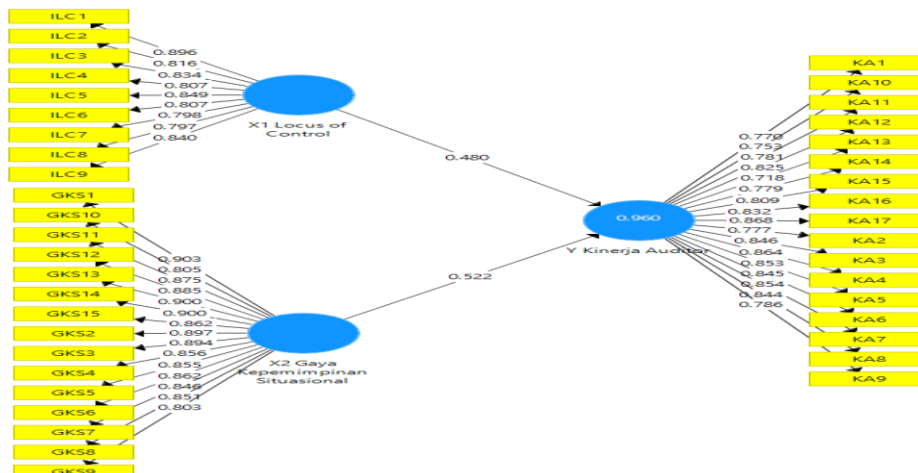 ILC1
ILC2
ILC3
ILC4
ILC5
ILC6
ILC7
ILC8
ILC9
0.896
0.816
0.834
0.807
0.849
0.807
0.798
0.797
0.840
X1 Locus of
Control
0.480
GKS1
GKS10
GKS11
GKS12
GKS13
GKS14
GKS15
GKS2
GKS3
GKS4
GKS5
GKS6
GKS7
GKS8
GKS9
0.903
0.805
0.875
0.885
0.900
0.900
0.862
0.897
0.894
0.856
0.855
0.862
0.846
0.851
0.803
X2 Gaya
Kepemimpinan
Situasional
0.522
0.960
Y Kinerja Auditor
0.770
0.753
0.781
0.825
0.718
0.779
0.809
0.832
0.868
0.777
0.846
0.864
0.853
0.845
0.854
0.844
0.786
KA1
KA10
KA11
KA12
KA13
KA14
KA15
KA16
KA17
KA2
KA3
KA4
KA5
KA6
KA7
KA8
KA9